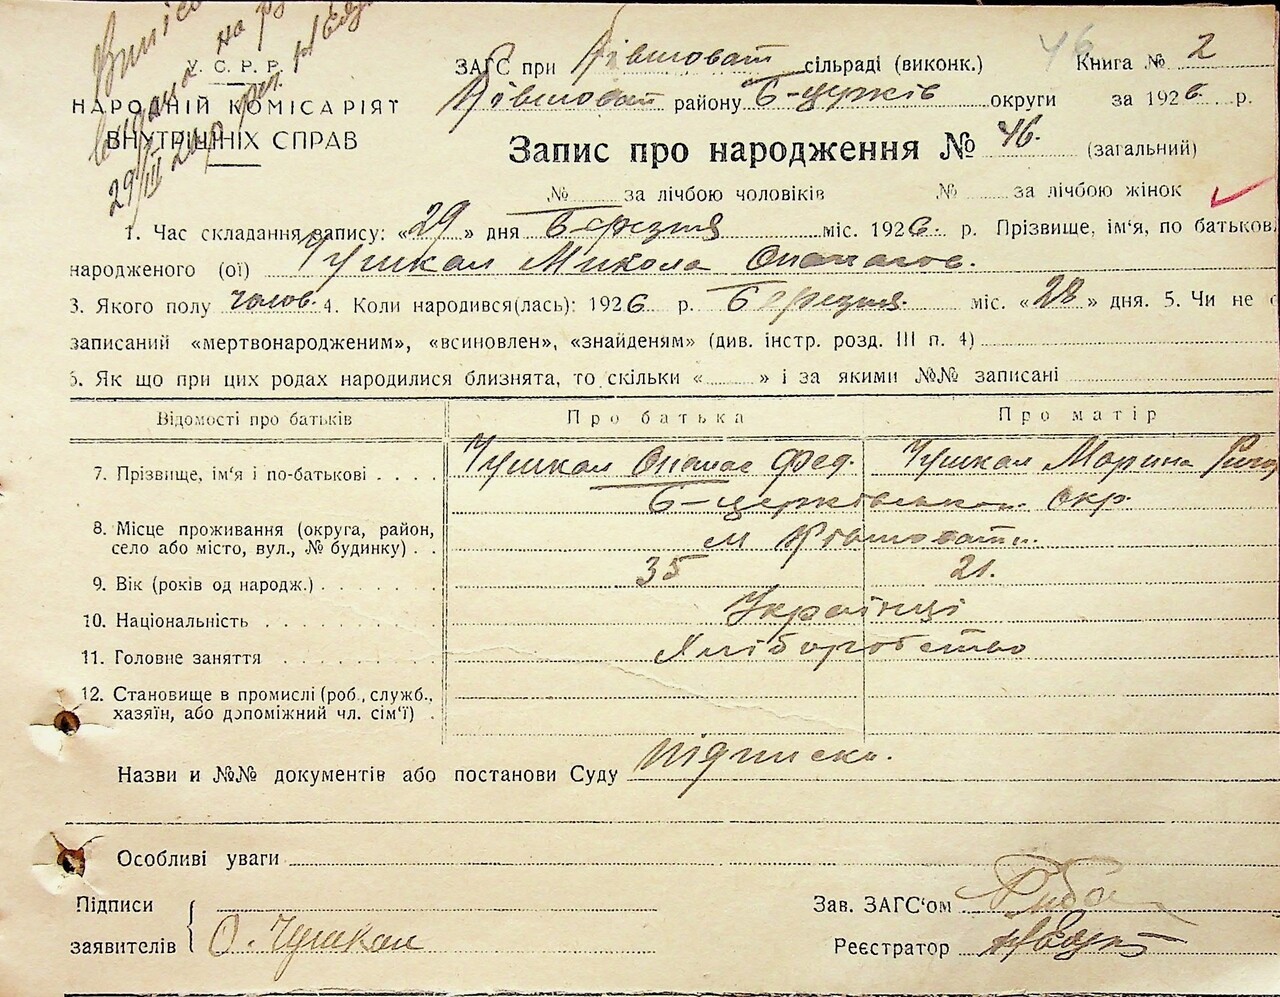 У. С. Р. Р.
НАРОДНІЙ КОМІСАРІЯТ
ВНУТРІШНІХ СПРАВ
29/III
ЗАГС при сільраді (виконк.)
46 Книга № 2
району Б-церків округи за 1926 р.
Запис про народження № 46. (загальний)
№ за лічбою чоловіків № за лічбою жінок
1. Час складання запису: «29» дня березня міс. 1926. р. Прізвище, ім'я, по батьков.
народженого (ої) Чушкал Микола Опанасов.
3. Якого полу чолов. 4. Коли народився(лась): 1926 р. березня. міс. «28» дня. 5. Чи не
записаний «мертвонародженим», «всиновлен», «знайденям» (див. інстр. розд. III п. 4)
6. Як що при цих родах народилися близнята, то скільки « » і за якими №№ записані
Відомості про батьків Про батька Про матір
7. Прізвище, ім'я і по-батькові Чушкал Опанас Фед. Чушкал Марина
Б-церківської окр.
8. Місце проживання (округа, район,
село або місто, вул., № будинку) м
9. Вік (років од народж.) 35 21.
10. Національність Українці
11. Головне заняття Хліборобство
12. Становище в промислі (роб., служб.,
хазяїн, або допоміжний чл. сім'ї)
Назви и №№ документів або постанови Суду підписка.
Особливі уваги
Підписи
заявителів О. Чушкал
Зав. ЗАГС'ом
Реєстратор